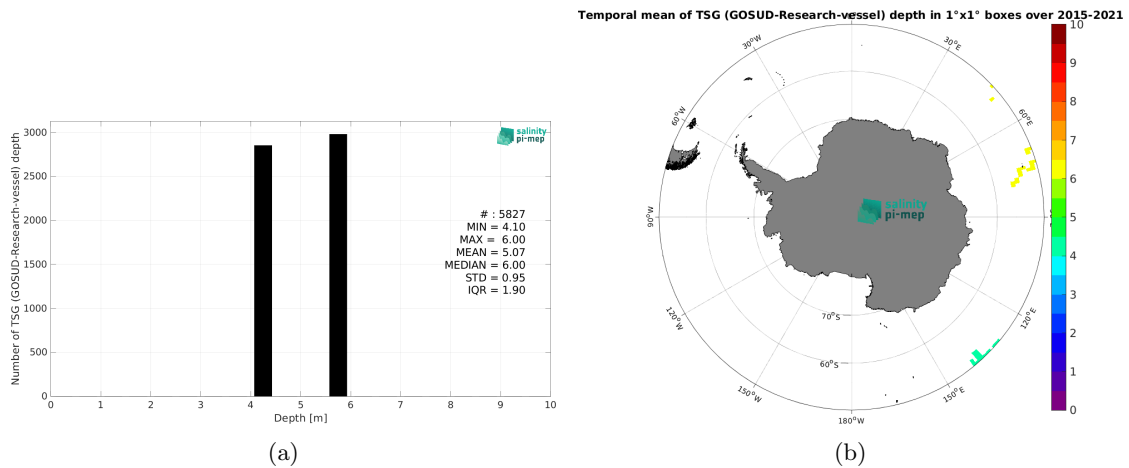 Number of TSG (GOSUD-Research-vessel) depth
3000
2500
2000
1500
1000
500
0
0 1 2 3 4 5 6 7 8 9 10
Depth [m]
salinity
pi-mep
# : 5827
MIN = 4.10
MAX = 6.00
MEAN = 5.07
MEDIAN = 6.00
STD = 0.95
IQR = 1.90
(a)
Temporal mean of TSG (GOSUD-Research-vessel) depth in 1°x1° boxes over 2015-2021
30°W
30°E
60°W
60°E
90°W
120°W
120°E
150°W
150°E
180°W
70°S
60°S
salinity
pi-mep
10
9
8
7
6
5
4
3
2
1
0
(b)